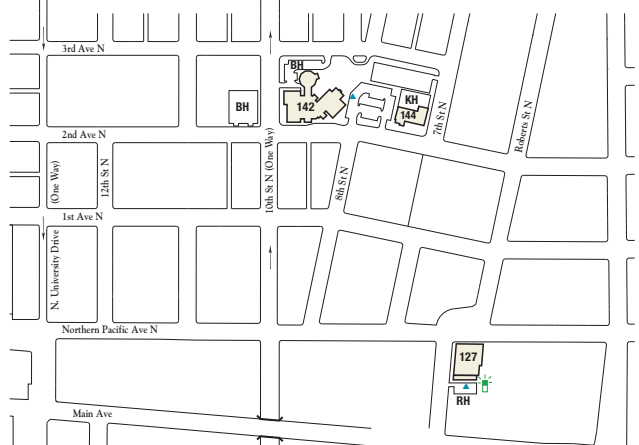 3rd Ave N
BH
BH
142
KH
144
7th St N
Roberts St N
2nd Ave N
(One Way)
12th St N
10th St N (One Way)
8th St N
1st Ave N
N. University Drive
Northern Pacific Ave N
127
RH
Main Ave